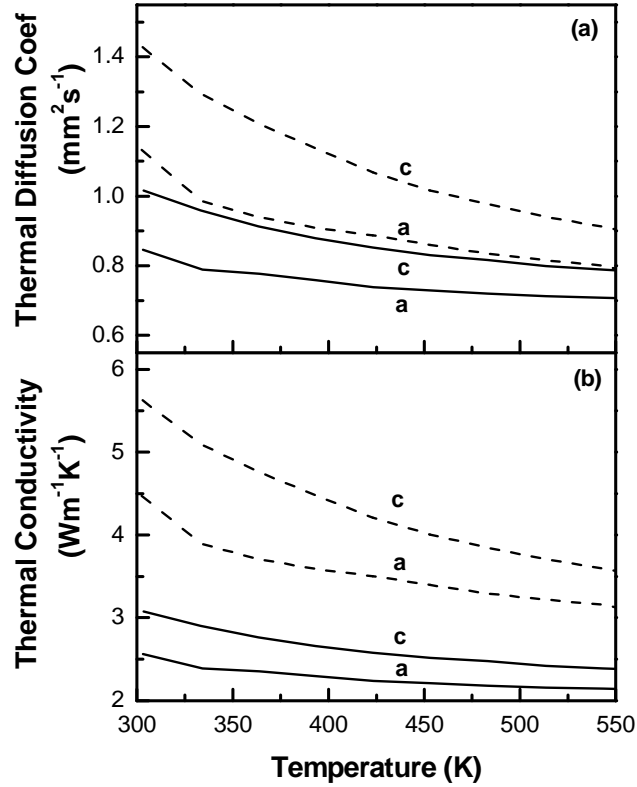 Thermal Diffusion Coef
(mm²s⁻¹)
(a)
1.4
1.2
1.0
0.8
0.6
c
a
c
a
Thermal Conductivity
(Wm⁻¹K⁻¹)
(b)
6
5
4
3
2
c
a
c
a
300 350 400 450 500 550
Temperature (K)